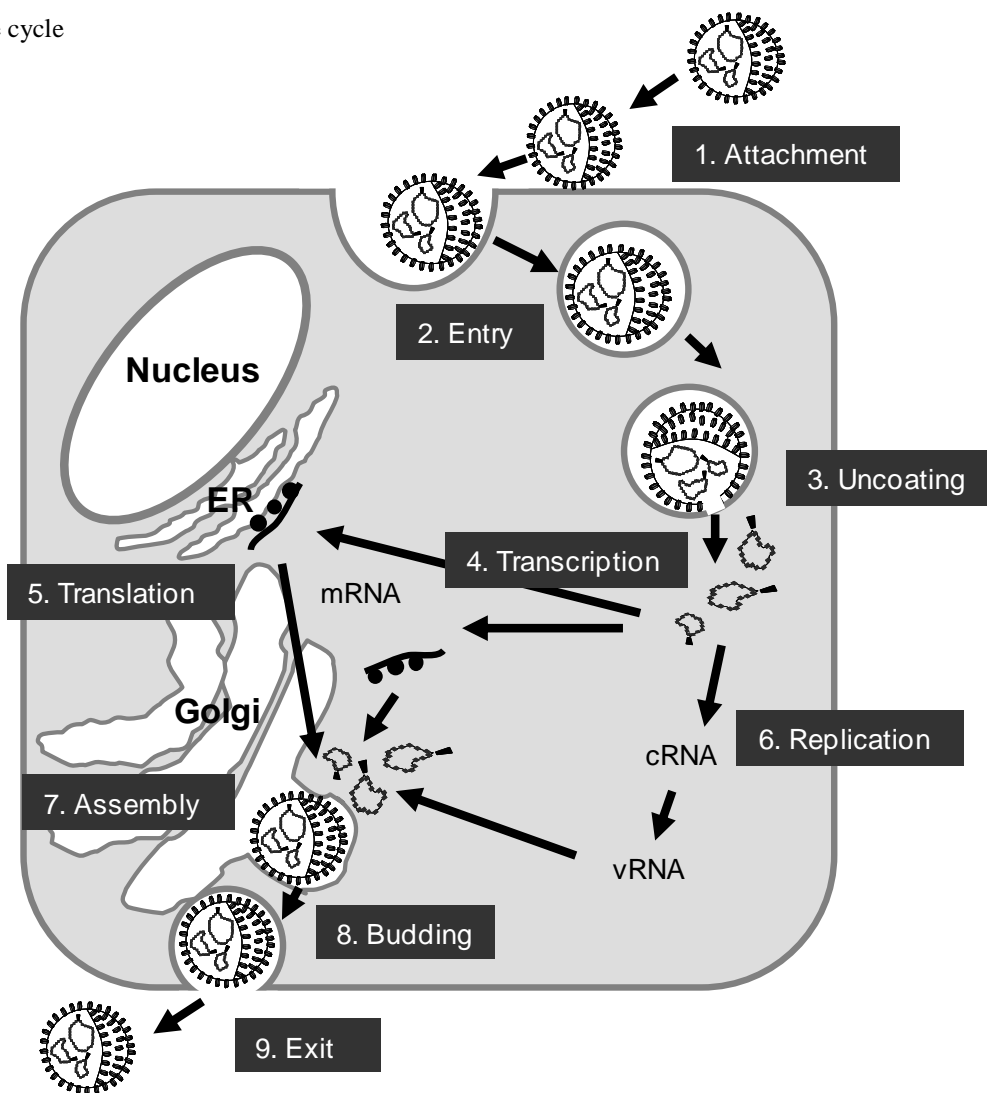 cycle
1. Attachment
2. Entry
Nucleus
3. Uncoating
ER
4. Transcription
5. Translation
mRNA
Golgi
6. Replication
cRNA
7. Assembly
vRNA
8. Budding
9. Exit